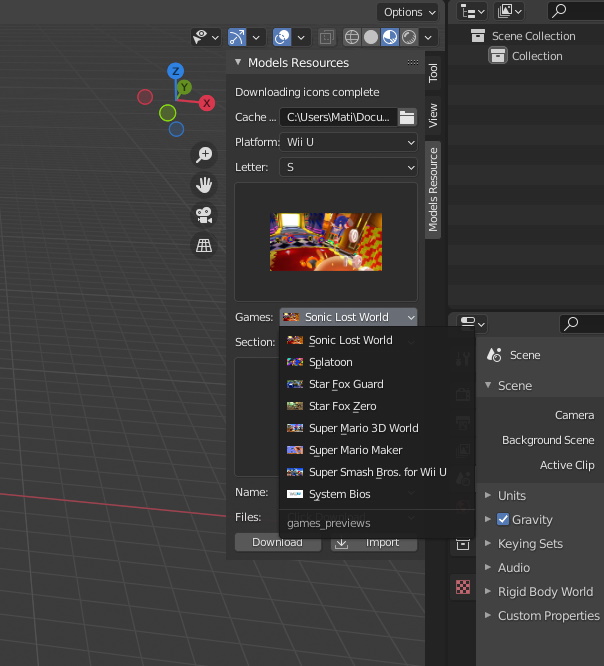 Options
Scene Collection
Collection
Models Resources
Tool
View
Models Resource
Z
Y
X
Downloading icons complete
Cache ...
C:\Users\Mati\Docu...
Platform:
Wii U
Letter:
S
Games:
Sonic Lost World
Section:
Sonic Lost World
Splatoon
Star Fox Guard
Star Fox Zero
Super Mario 3D World
Super Mario Maker
Super Smash Bros. for Wii U
System Bios
games_previews
Name:
Files:
Download
Import
Scene
Scene
Camera
Background Scene
Active Clip
Units
Gravity
Keying Sets
Audio
Rigid Body World
Custom Properties